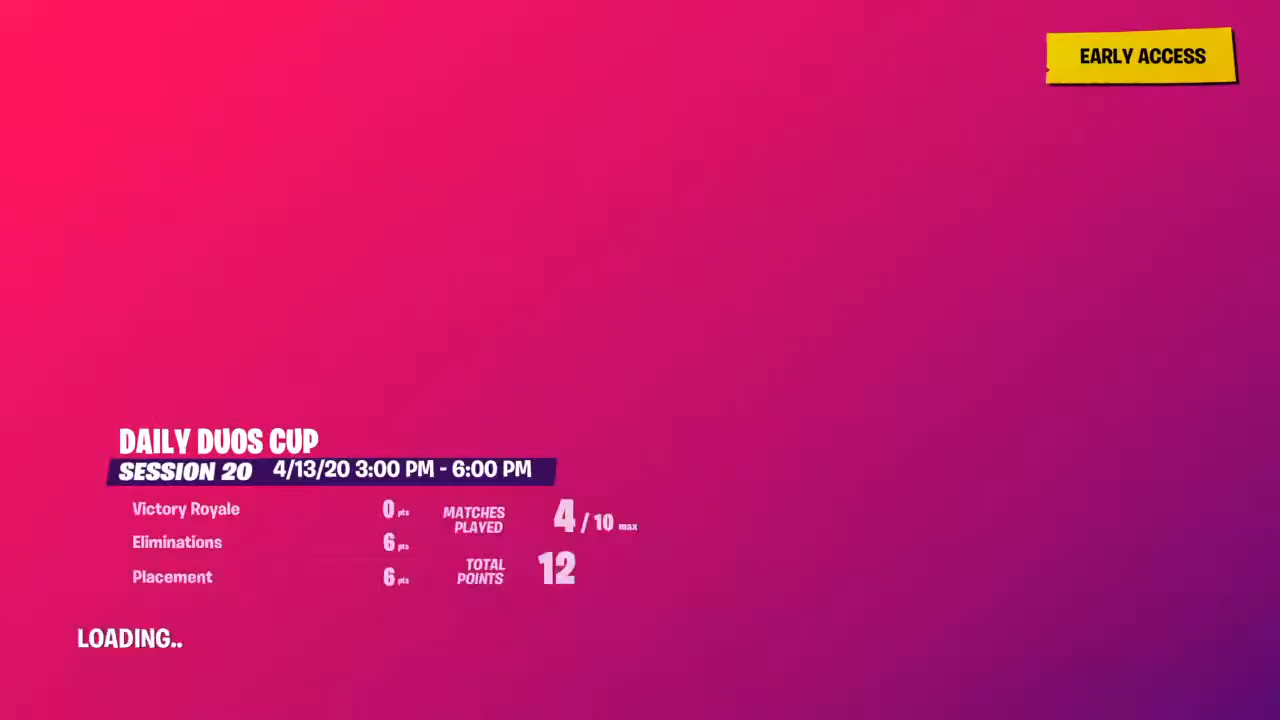 EARLY ACCESS
DAILY DUOS CUP
SESSION 20 4/13/20 3:00 PM - 6:00 PM
Victory Royale 0 pts
Eliminations 6 pts
Placement 6 pts
MATCHES
PLAYED
4 / 10 max
TOTAL
POINTS
12
LOADING..